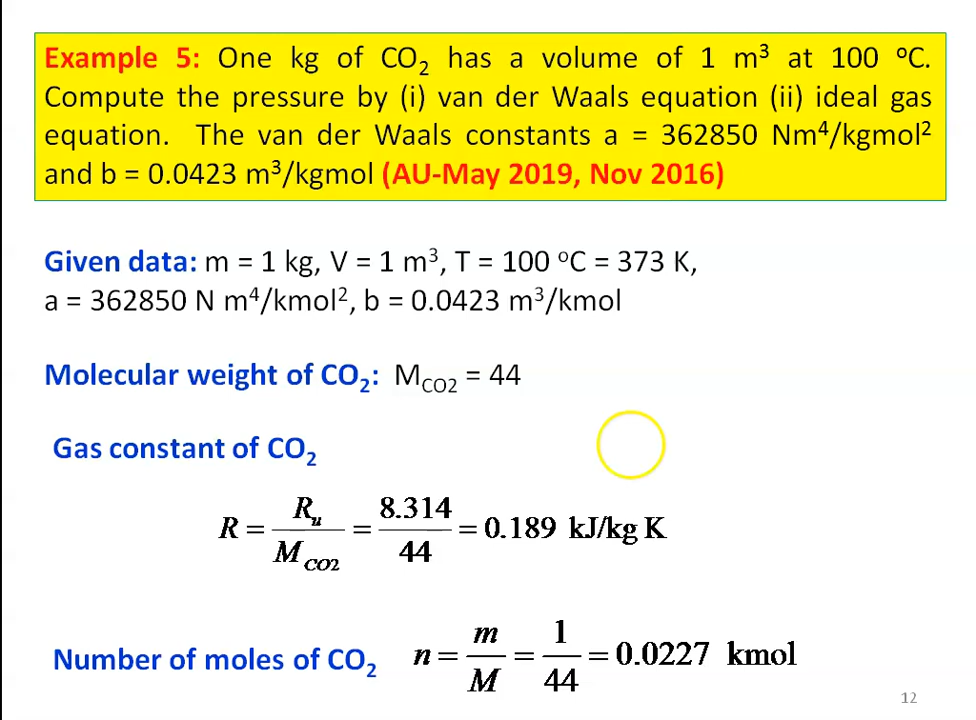 Example 5: One kg of CO₂ has a volume of 1 m³ at 100 ᵒC.
Compute the pressure by (i) van der Waals equation (ii) ideal gas
equation. The van der Waals constants a = 362850 Nm⁴/kgmol²
and b = 0.0423 m³/kgmol (AU-May 2019, Nov 2016)
Given data: m = 1 kg, V = 1 m³, T = 100 ᵒC = 373 K,
a = 362850 N m⁴/kmol², b = 0.0423 m³/kmol
Molecular weight of CO₂: M_CO2 = 44
Gas constant of CO₂
R = R_u / M_CO2 = 8.314 / 44 = 0.189 kJ/kg K
Number of moles of CO₂ n = m / M = 1 / 44 = 0.0227 kmol
12